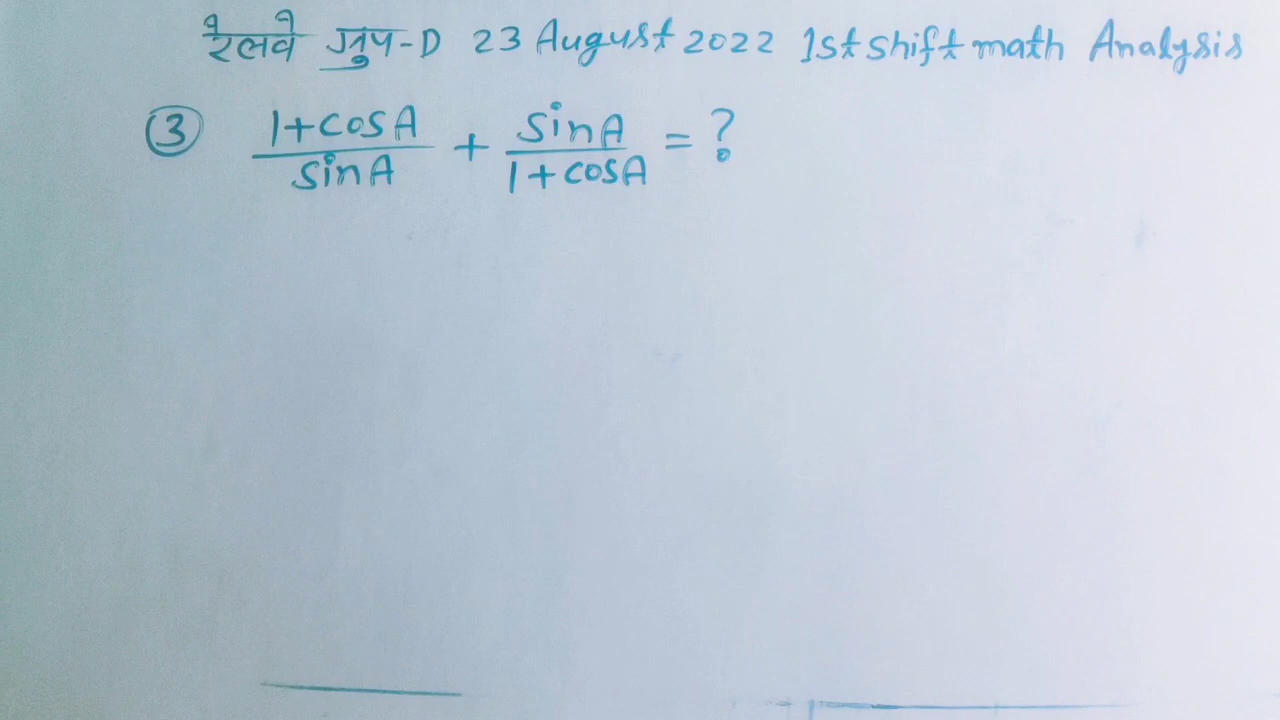 रेलवे ग्रुप-D 23 August 2022 1st shift math Analysis
③ (1+cosA)/(sinA) + (sinA)/(1+cosA) = ?